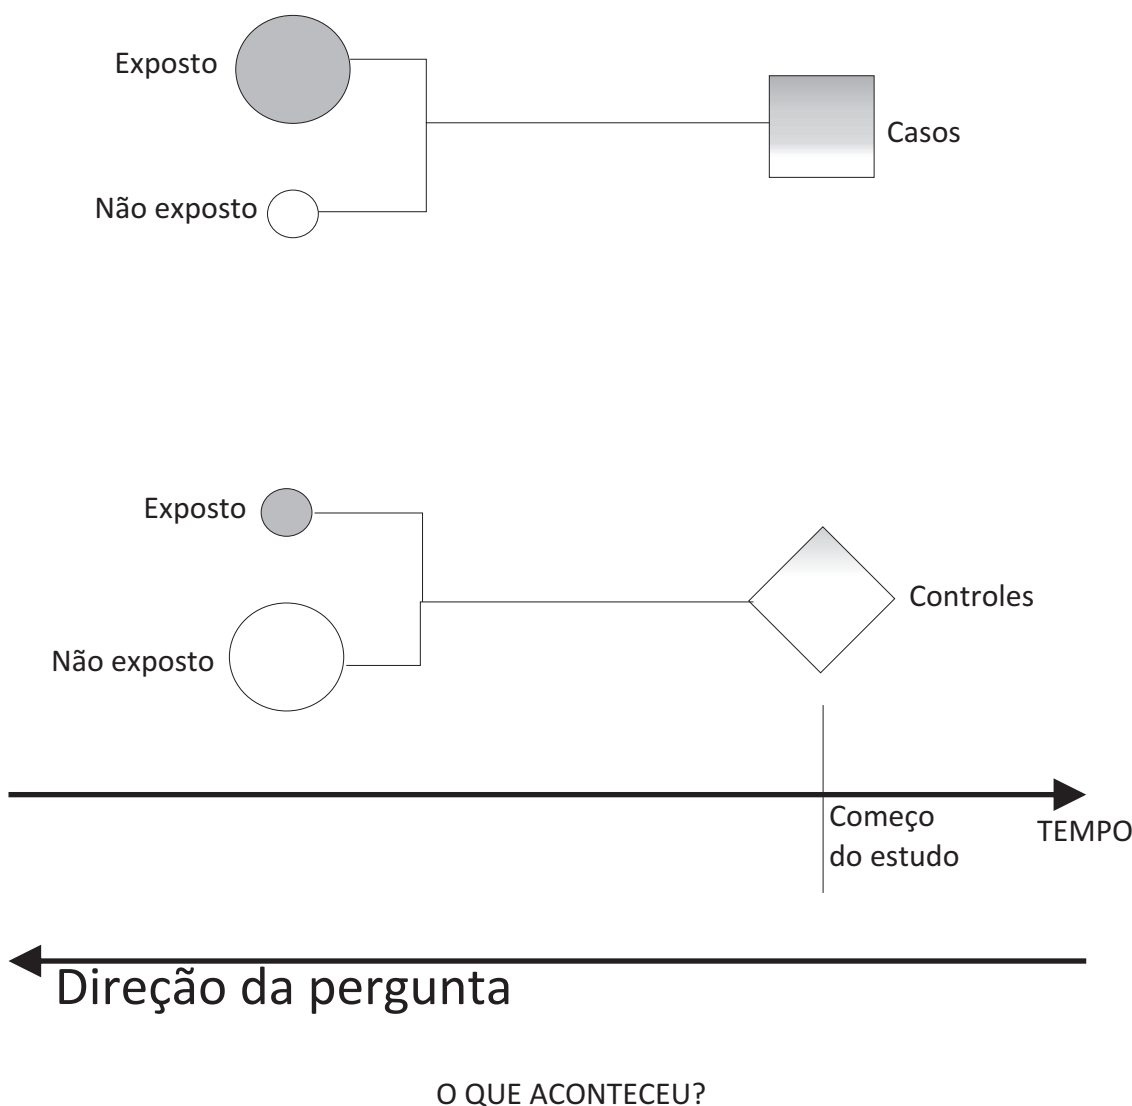 Exposto
Casos
Não exposto
Exposto
Controles
Não exposto
Começo
do estudo
TEMPO
Direção da pergunta
O QUE ACONTECEU?